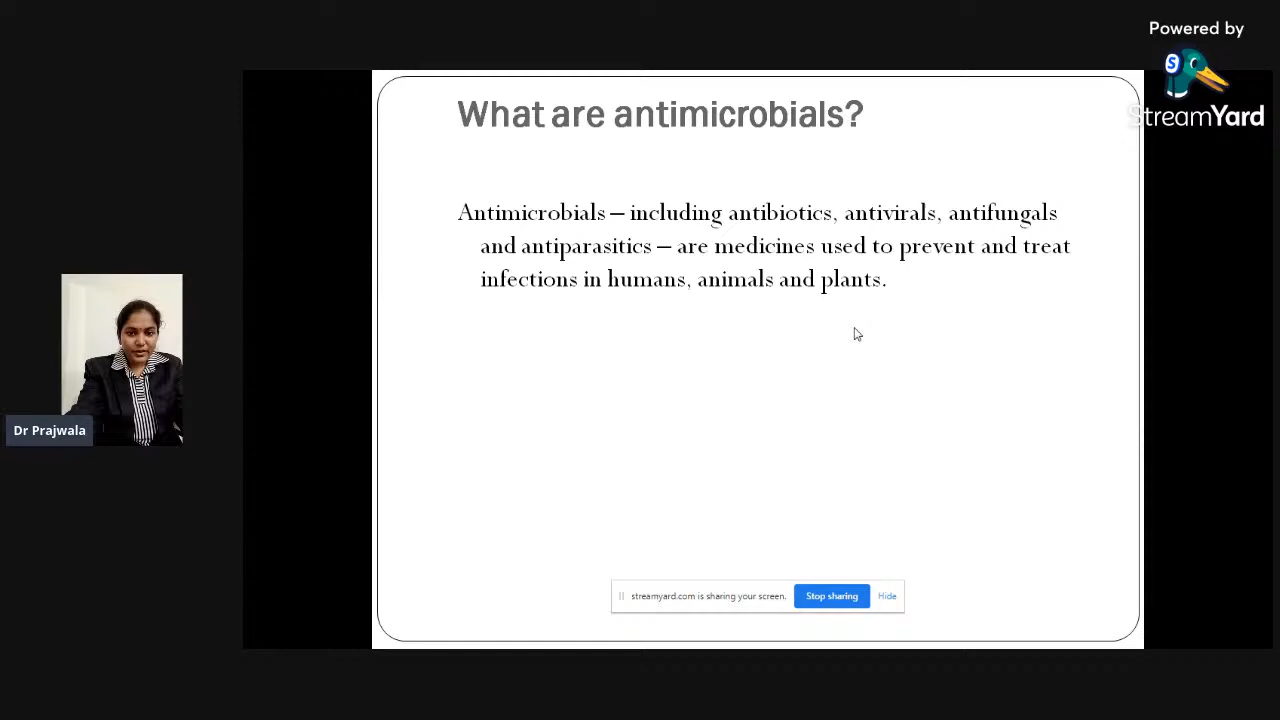 Powered by
StreamYard
What are antimicrobials?
Antimicrobials – including antibiotics, antivirals, antifungals
and antiparasitics – are medicines used to prevent and treat
infections in humans, animals and plants.
Dr Prajwala
streamyard.com is sharing your screen. Stop sharing Hide